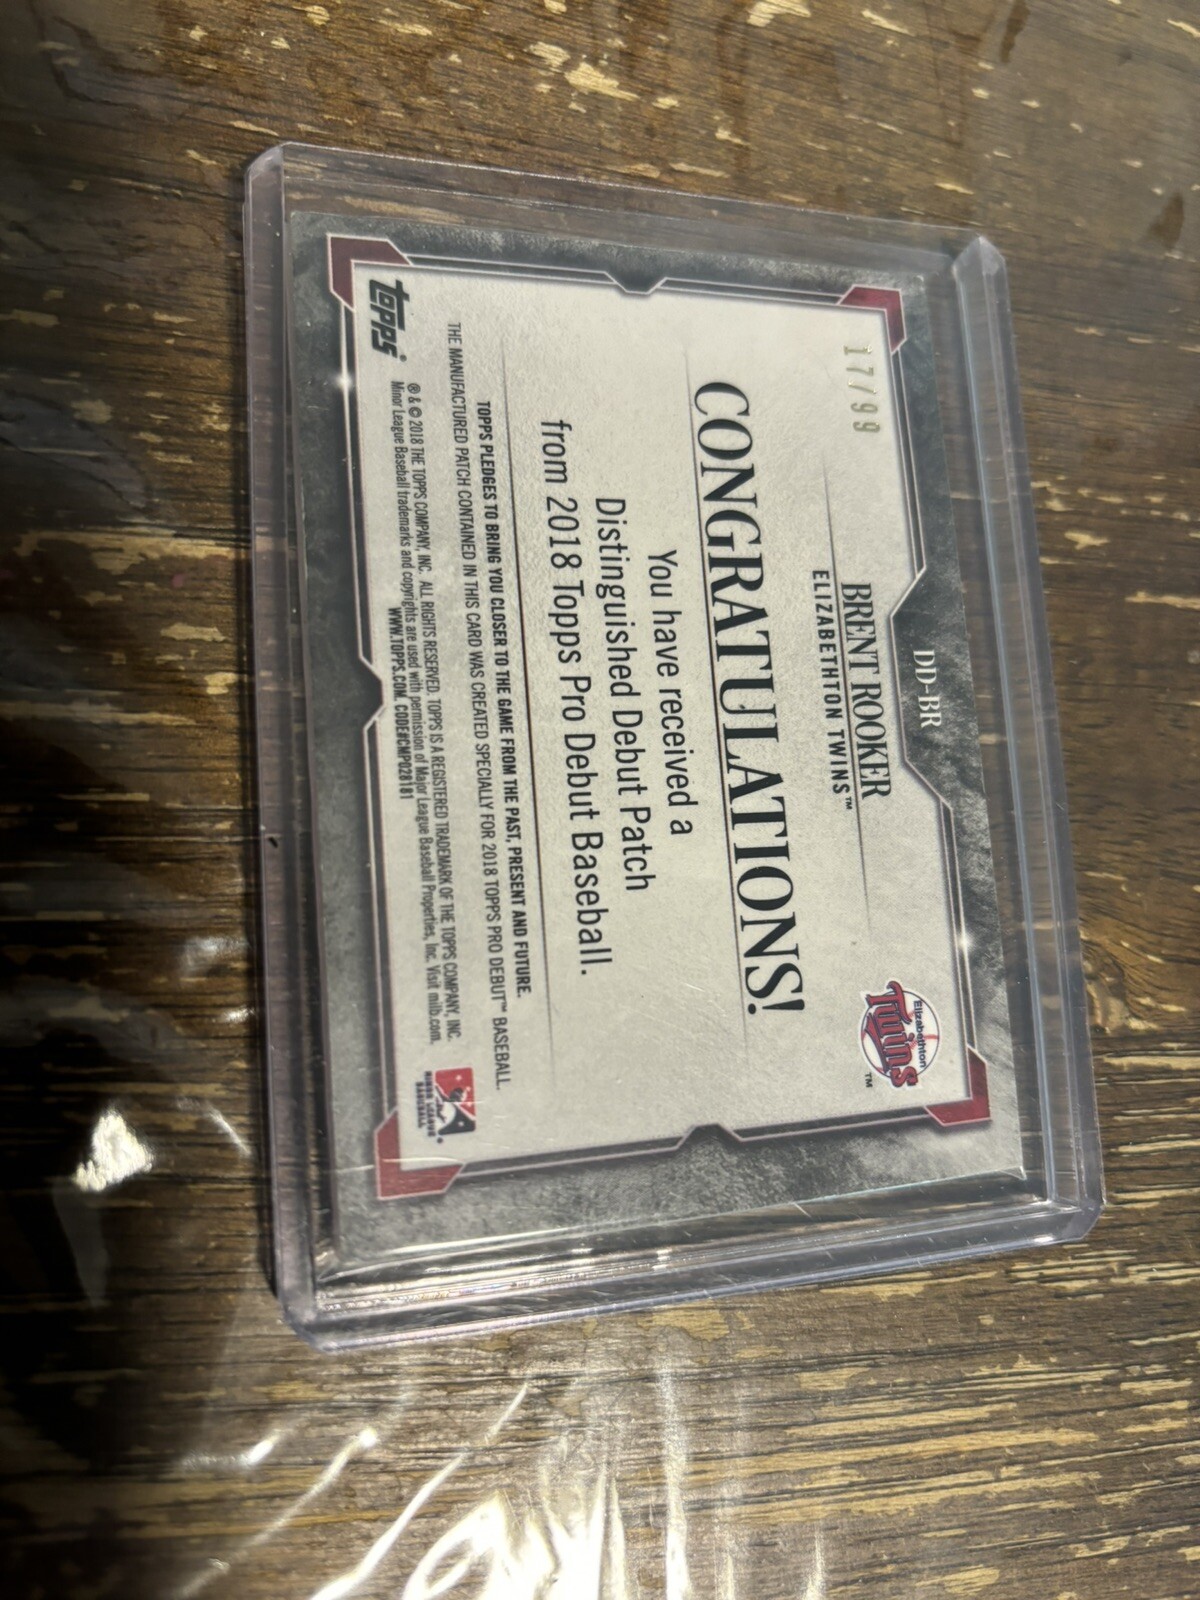 DD-BR
17/99
BRENT ROOKER
ELIZABETHTON TWINS™
Elizabethton
Twins
™
CONGRATULATIONS!
You have received a
Distinguished Debut Patch
from 2018 Topps Pro Debut Baseball.
TOPPS PLEDGES TO BRING YOU CLOSER TO THE GAME FROM THE PAST, PRESENT AND FUTURE.
THE MANUFACTURED PATCH CONTAINED IN THIS CARD WAS CREATED SPECIALLY FOR 2018 TOPPS PRO DEBUT™ BASEBALL.
topps®
® & © 2018 THE TOPPS COMPANY, INC. ALL RIGHTS RESERVED. TOPPS IS A REGISTERED TRADEMARK OF THE TOPPS COMPANY, INC.
Minor League Baseball trademarks and copyrights are used with permission of Major League Baseball Properties, Inc. Visit milb.com.
WWW.TOPPS.COM. CODE#CMP028181
MINOR LEAGUE
BASEBALL
®